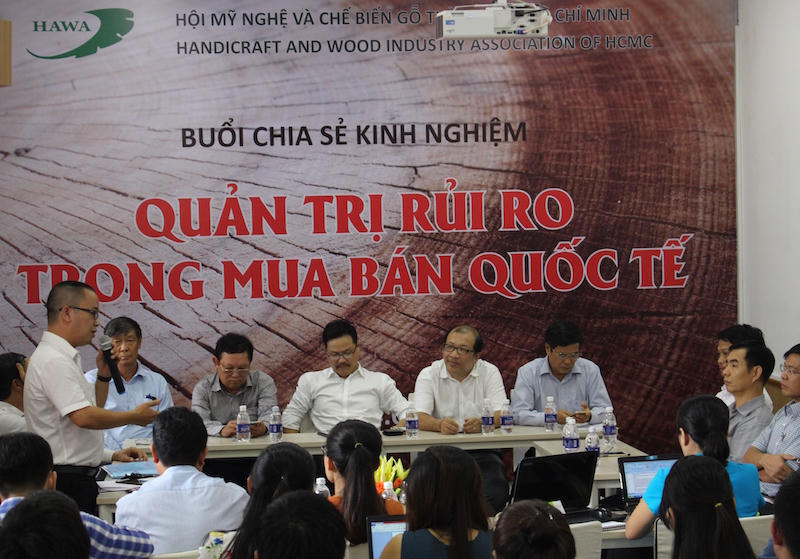 HAWA
HỘI MỸ NGHỆ VÀ CHẾ BIẾN GỖ CHÍ MINH
HANDICRAFT AND WOOD INDUSTRY ASSOCIATION OF HCMC
BUỔI CHIA SẺ KINH NGHIỆM
QUẢN TRỊ RỦI RO
TRONG MUA BÁN QUỐC TẾ